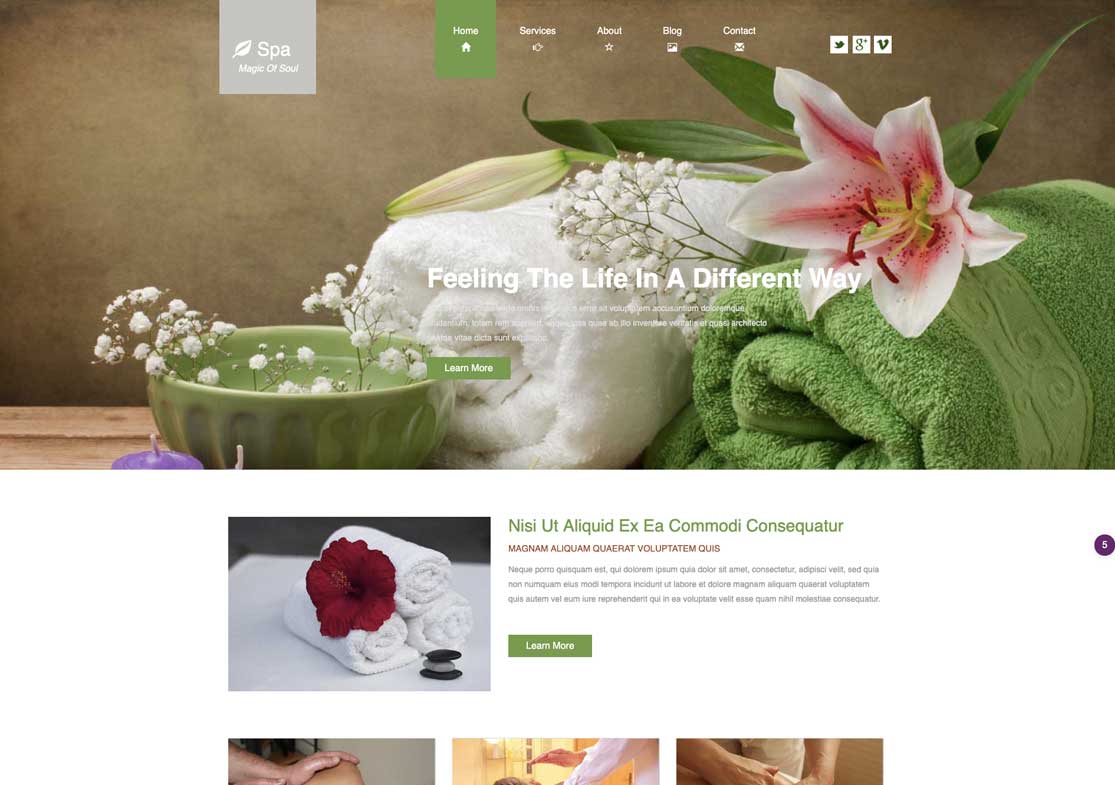 Spa
Magic Of Soul
Home
Services
About
Blog
Contact
g+
Feeling The Life In A Different Way
sit voluptatem accusantium doloremque
laudantium, totam rem aperiam, eaque ipsa quae ab illo inventore veritatis et quasi architecto
beatae vitae dicta sunt explicabo.
Learn More
Nisi Ut Aliquid Ex Ea Commodi Consequatur
MAGNAM ALIQUAM QUAERAT VOLUPTATEM QUIS
Neque porro quisquam est, qui dolorem ipsum quia dolor sit amet, consectetur, adipisci velit, sed quia
non numquam eius modi tempora incidunt ut labore et dolore magnam aliquam quaerat voluptatem
quis autem vel eum iure reprehenderit qui in ea voluptate velit esse quam nihil molestiae consequatur.
Learn More
5